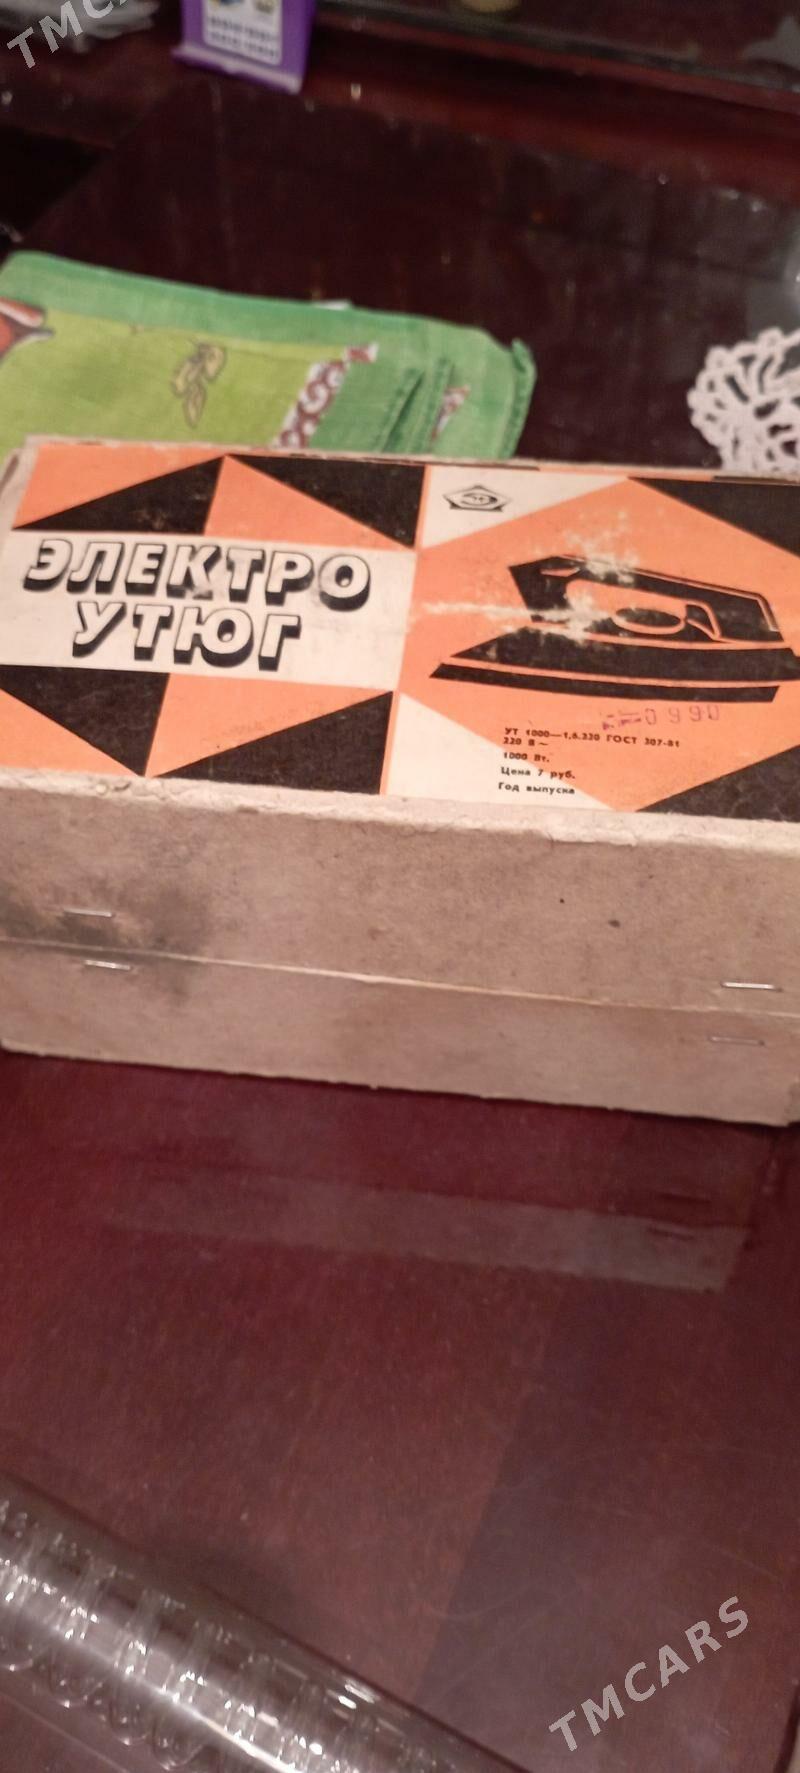 ЭЛЕКТРО
УТЮГ
0990
УТ 1000—1,6.220 ГОСТ 307-81
220 В ~
1000 Вт.
Цена 7 руб.
Год выпуска
TMCARS